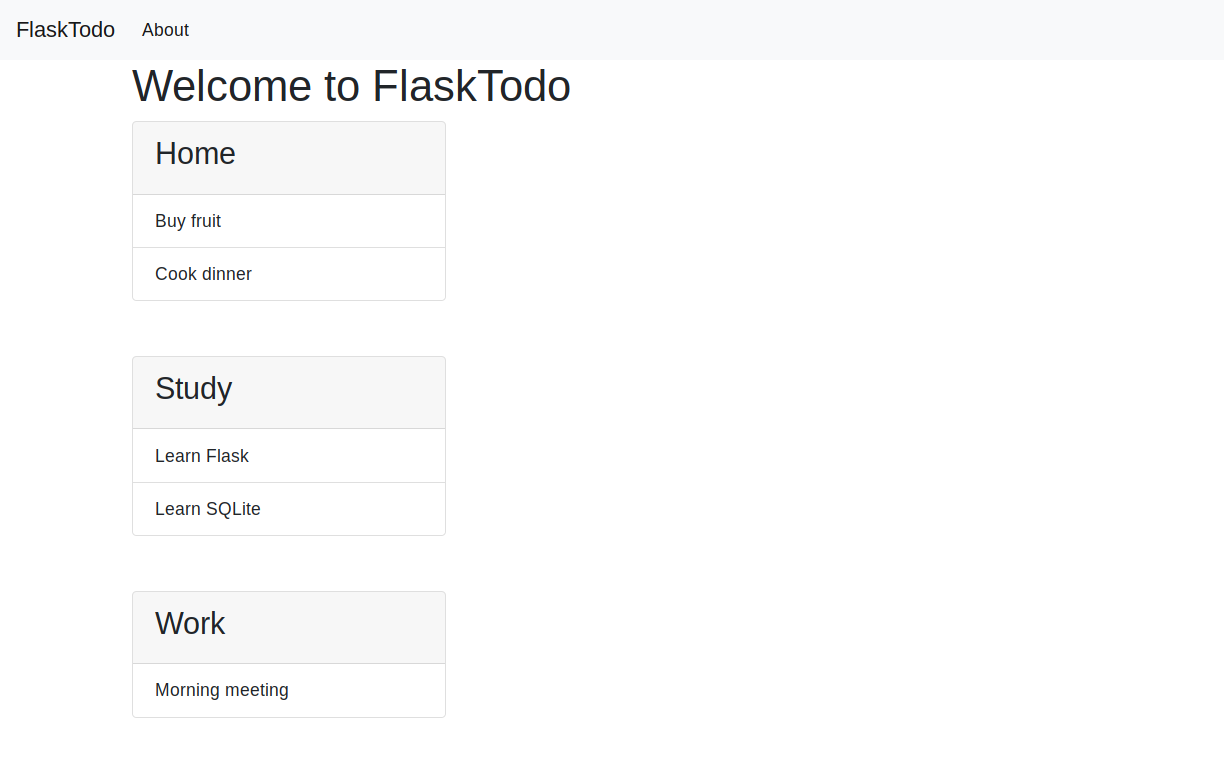 FlaskTodo About
Welcome to FlaskTodo
Home
Buy fruit
Cook dinner
Study
Learn Flask
Learn SQLite
Work
Morning meeting